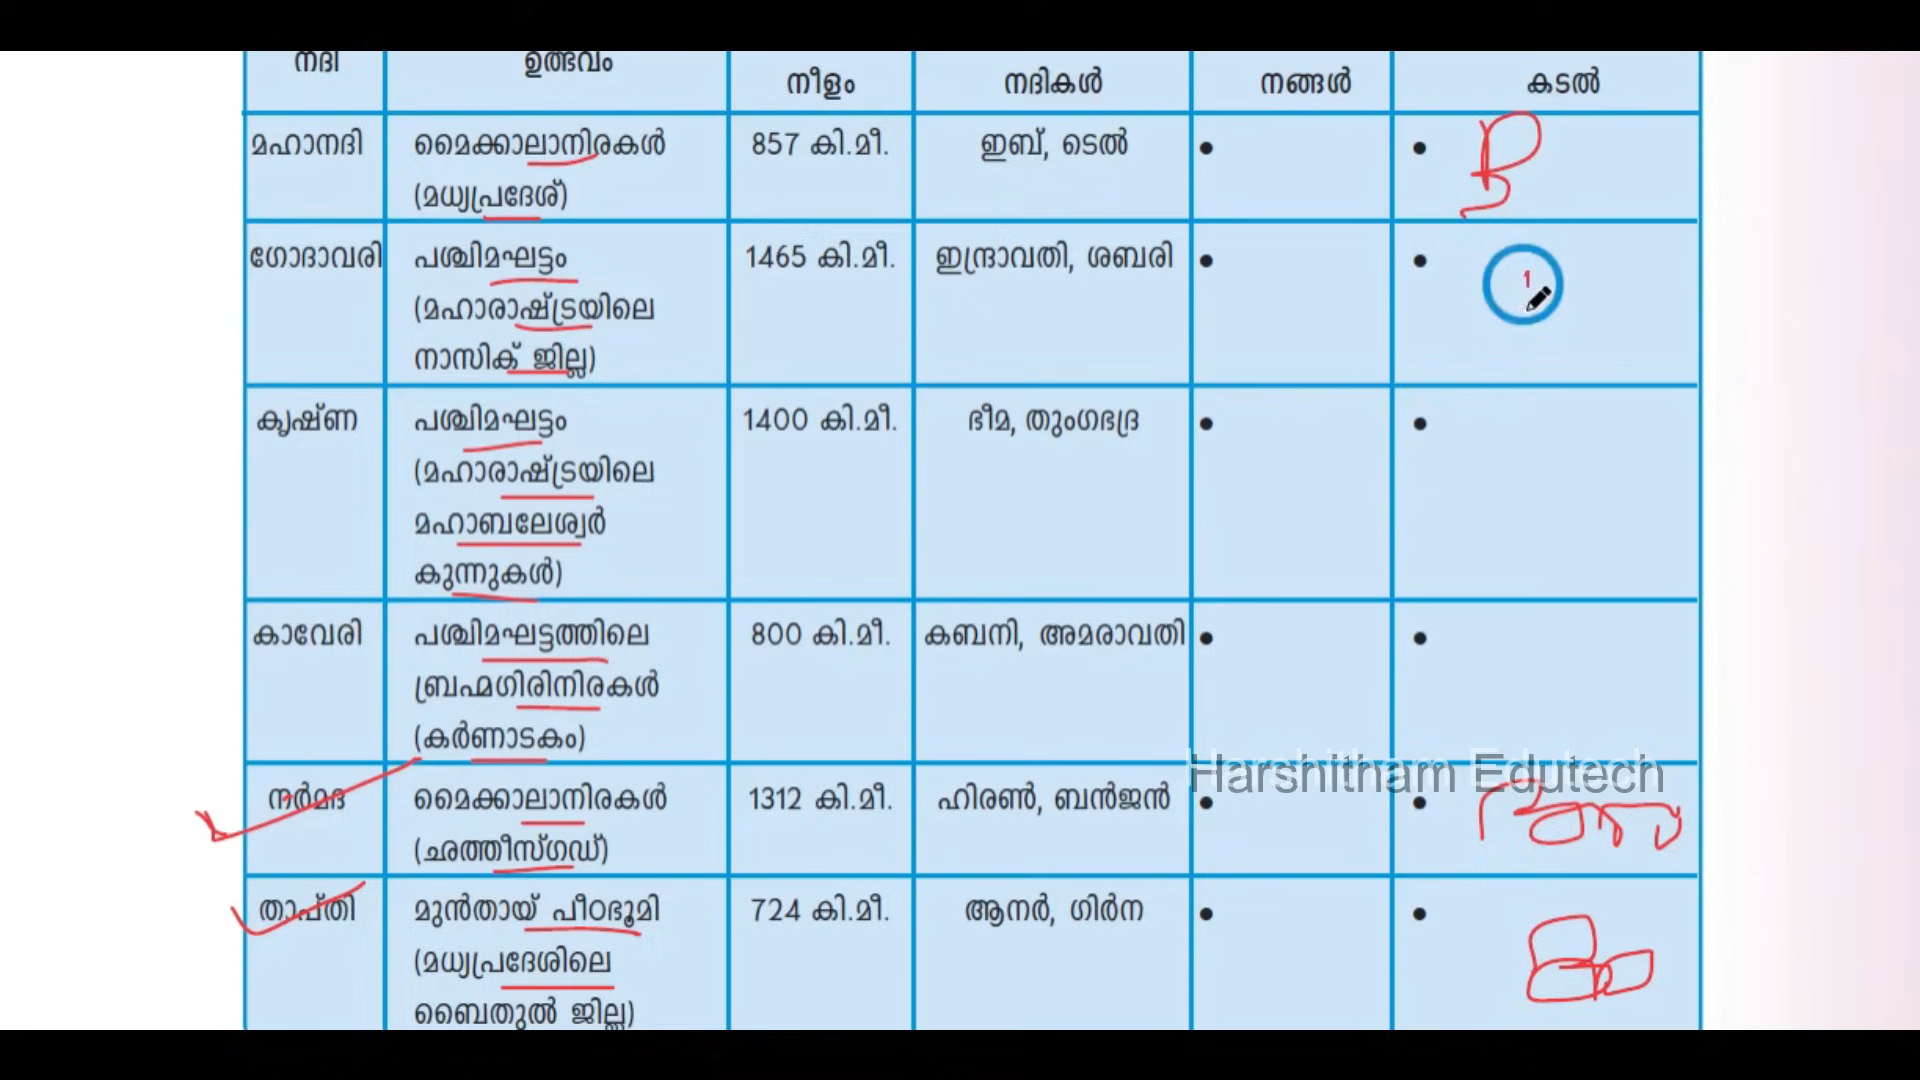 നദി ഉത്ഭവം നീളം നദികൾ നങ്ങൾ കടൽ
മഹാനദി മൈക്കാലാനിരകൾ 857 കി.മീ. ഇബ്, ടെൽ • •
(മധ്യപ്രദേശ്)
ഗോദാവരി പശ്ചിമഘട്ടം 1465 കി.മീ. ഇന്ദ്രാവതി, ശബരി • • 1
(മഹാരാഷ്ട്രയിലെ
നാസിക് ജില്ല)
കൃഷ്ണ പശ്ചിമഘട്ടം 1400 കി.മീ. ഭീമ, തുംഗഭദ്ര • •
(മഹാരാഷ്ട്രയിലെ
മഹാബലേശ്വർ
കുന്നുകൾ)
കാവേരി പശ്ചിമഘട്ടത്തിലെ 800 കി.മീ. കബനി, അമരാവതി • •
ബ്രഹ്മഗിരിനിരകൾ
(കർണാടകം)
Harshitham Edutech
നർമദ മൈക്കാലാനിരകൾ 1312 കി.മീ. ഹിരൺ, ബൻജൻ • •
(ഛത്തീസ്ഗഡ്)
താപ്തി മുൻതായ് പീഠഭൂമി 724 കി.മീ. ആനർ, ഗിർന • •
(മധ്യപ്രദേശിലെ
ബൈതുൽ ജില്ല)